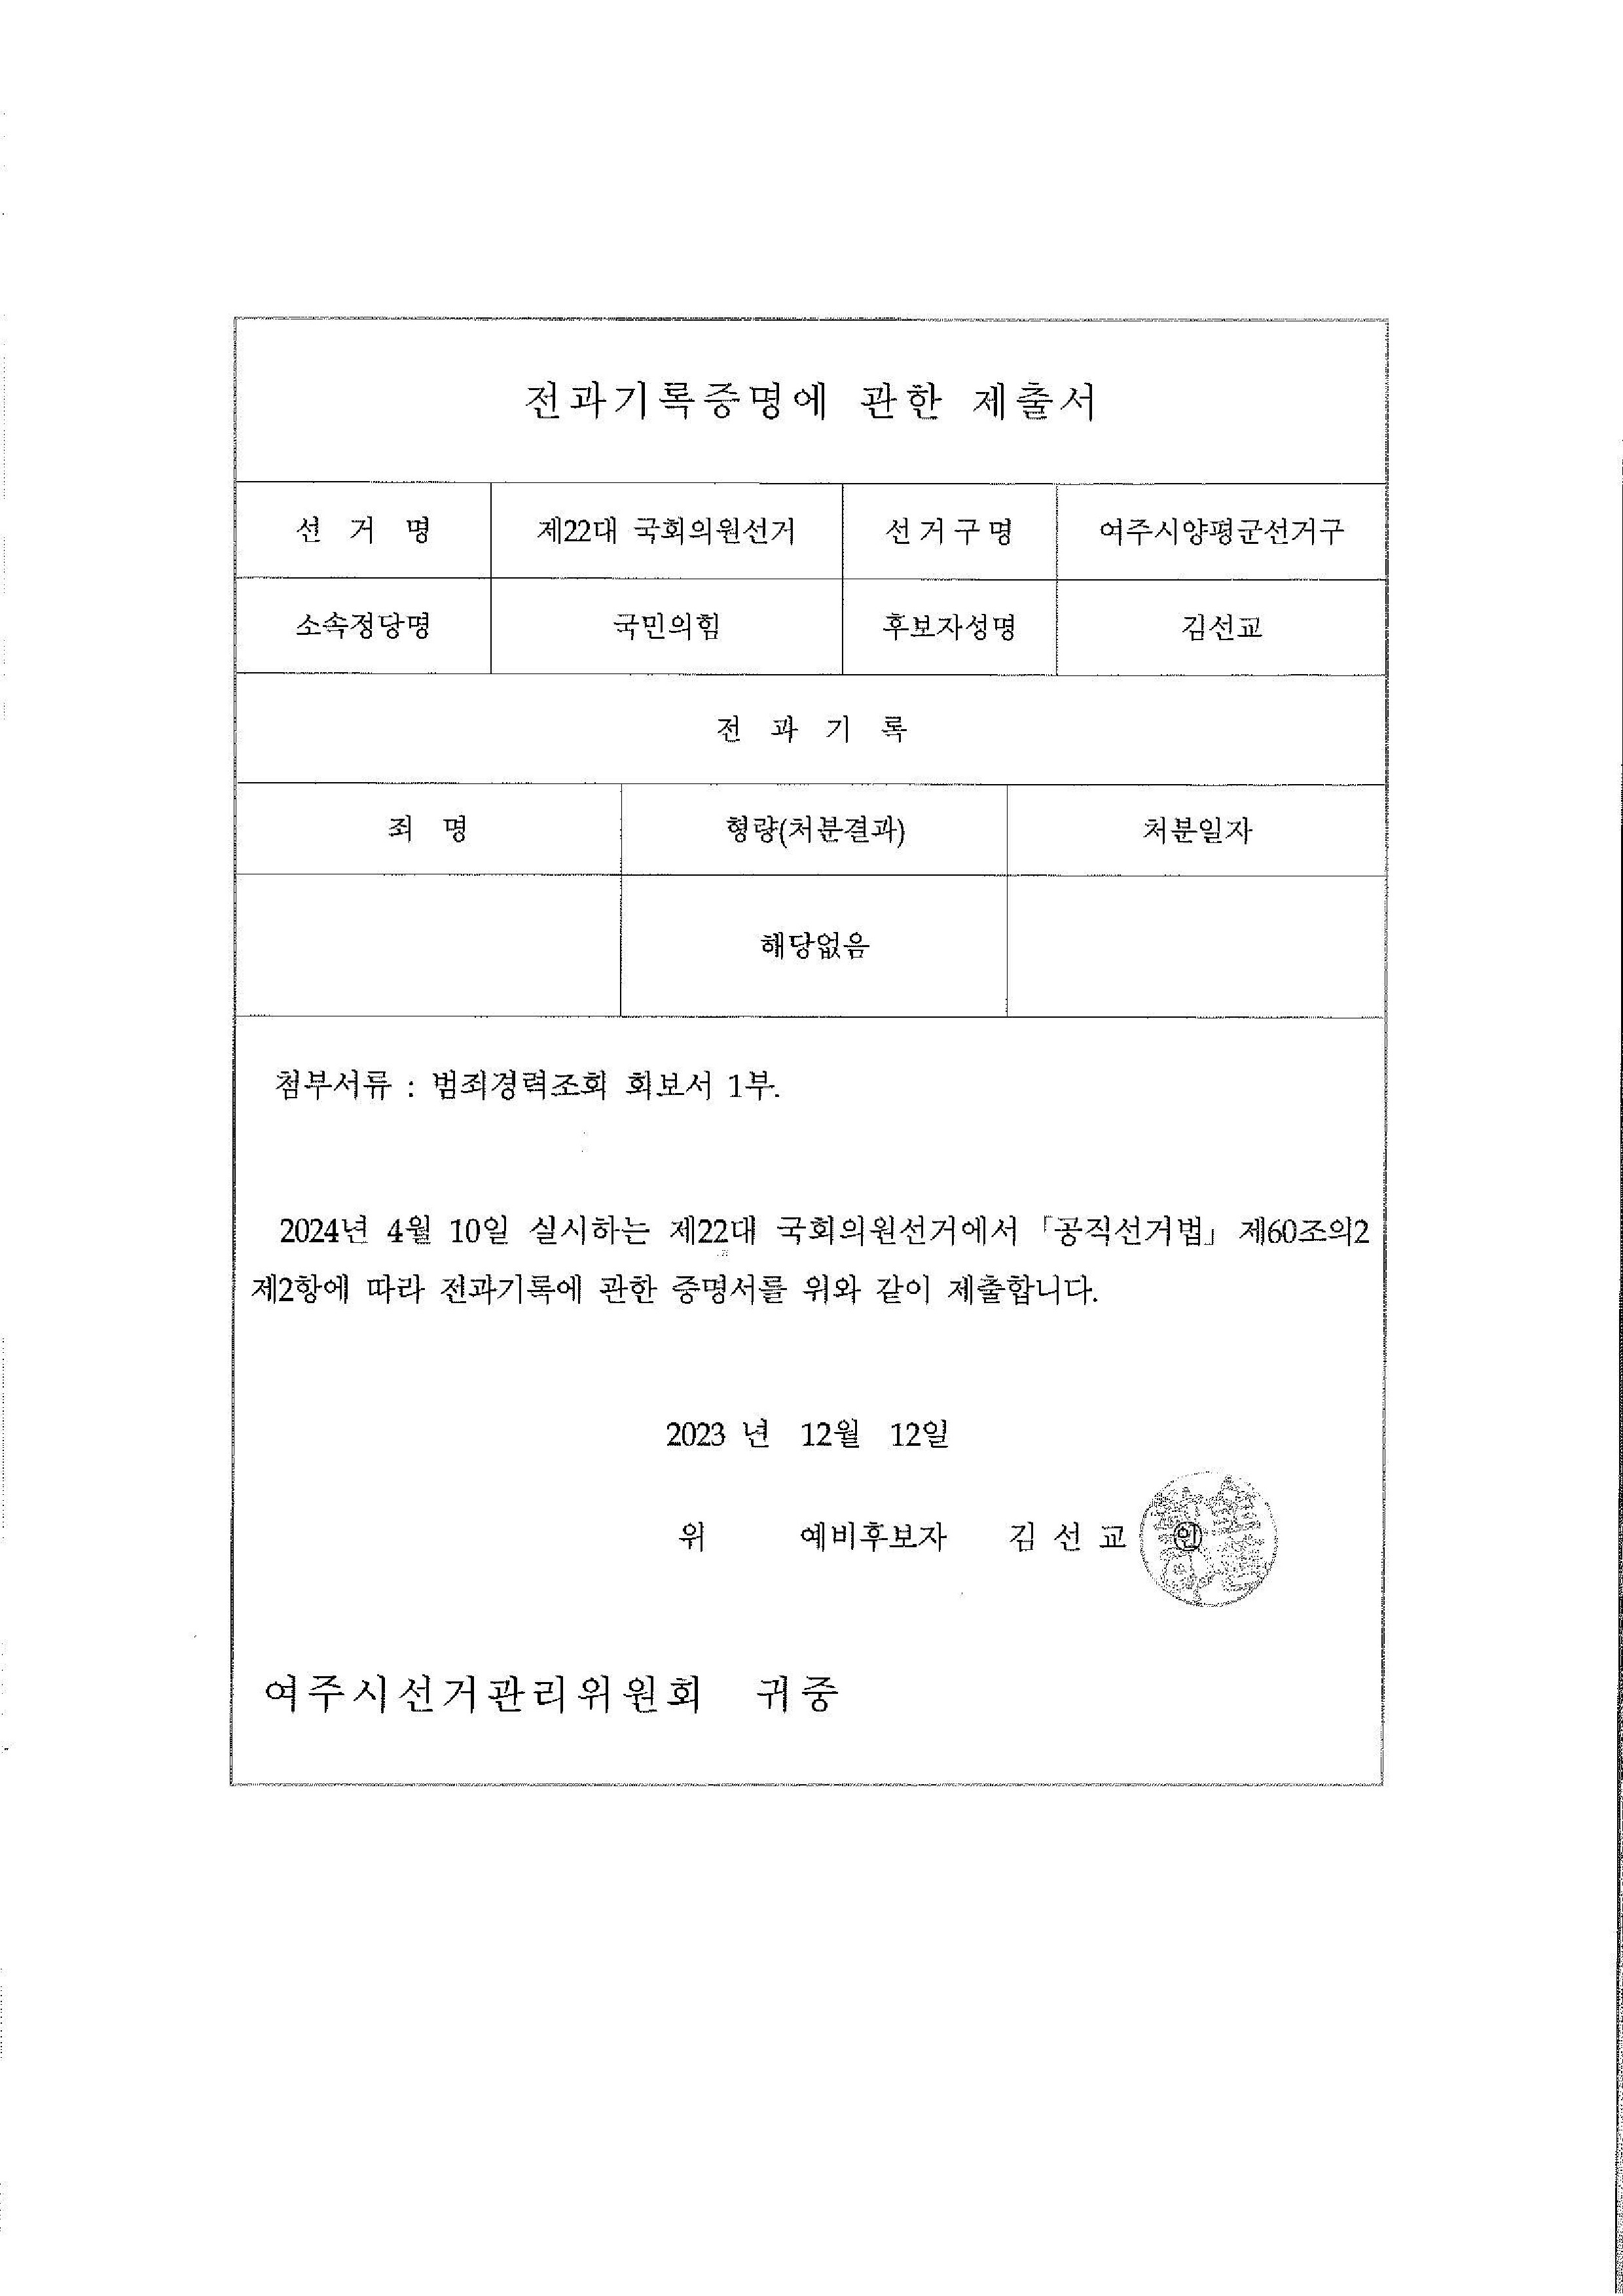 전과기록증명에 관한 제출서
선 거 명 제22대 국회의원선거 선거구명 여주시양평군선거구
소속정당명 국민의힘 후보자성명 김선교
전 과 기 록
죄 명 형량(처분결과) 처분일자
해당없음
첨부서류 : 범죄경력조회 회보서 1부.
2024년 4월 10일 실시하는 제22대 국회의원선거에서 「공직선거법」 제60조의2
제2항에 따라 전과기록에 관한 증명서를 위와 같이 제출합니다.
2023 년 12월 12일
위 예비후보자 김 선 교 ㊞
여주시선거관리위원회 귀중